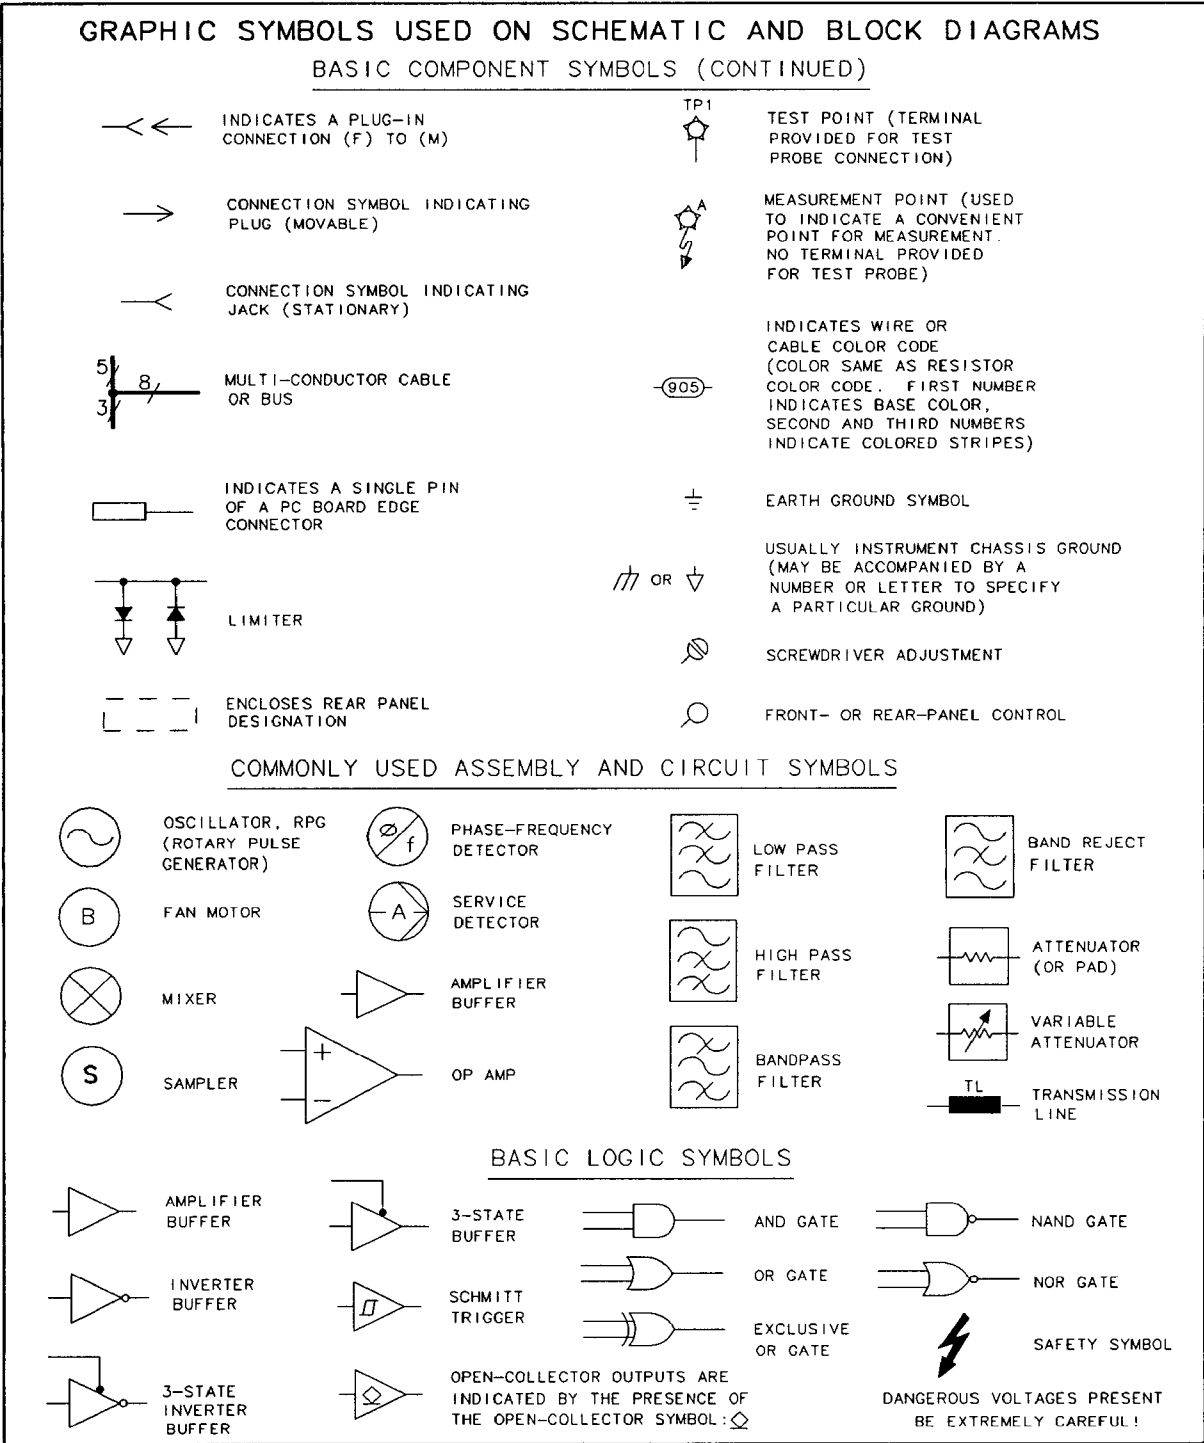 GRAPHIC SYMBOLS USED ON SCHEMATIC AND BLOCK DIAGRAMS
BASIC COMPONENT SYMBOLS (CONTINUED)
INDICATES A PLUG-IN
CONNECTION (F) TO (M)
CONNECTION SYMBOL INDICATING
PLUG (MOVABLE)
CONNECTION SYMBOL INDICATING
JACK (STATIONARY)
5
8
3
MULTI-CONDUCTOR CABLE
OR BUS
INDICATES A SINGLE PIN
OF A PC BOARD EDGE
CONNECTOR
LIMITER
ENCLOSES REAR PANEL
DESIGNATION
TP1
TEST POINT (TERMINAL
PROVIDED FOR TEST
PROBE CONNECTION)
A
MEASUREMENT POINT (USED
TO INDICATE A CONVENIENT
POINT FOR MEASUREMENT.
NO TERMINAL PROVIDED
FOR TEST PROBE)
905
INDICATES WIRE OR
CABLE COLOR CODE
(COLOR SAME AS RESISTOR
COLOR CODE. FIRST NUMBER
INDICATES BASE COLOR,
SECOND AND THIRD NUMBERS
INDICATE COLORED STRIPES)
EARTH GROUND SYMBOL
OR
USUALLY INSTRUMENT CHASSIS GROUND
(MAY BE ACCOMPANIED BY A
NUMBER OR LETTER TO SPECIFY
A PARTICULAR GROUND)
SCREWDRIVER ADJUSTMENT
FRONT- OR REAR-PANEL CONTROL
COMMONLY USED ASSEMBLY AND CIRCUIT SYMBOLS
OSCILLATOR, RPG
(ROTARY PULSE
GENERATOR)
B
FAN MOTOR
MIXER
S
SAMPLER
Ø/f
PHASE-FREQUENCY
DETECTOR
A
SERVICE
DETECTOR
AMPLIFIER
BUFFER
+
−
OP AMP
LOW PASS
FILTER
HIGH PASS
FILTER
BANDPASS
FILTER
BAND REJECT
FILTER
ATTENUATOR
(OR PAD)
VARIABLE
ATTENUATOR
TL
TRANSMISSION
LINE
BASIC LOGIC SYMBOLS
AMPLIFIER
BUFFER
INVERTER
BUFFER
3-STATE
INVERTER
BUFFER
3-STATE
BUFFER
SCHMITT
TRIGGER
OPEN-COLLECTOR OUTPUTS ARE
INDICATED BY THE PRESENCE OF
THE OPEN-COLLECTOR SYMBOL:
AND GATE
OR GATE
EXCLUSIVE
OR GATE
NAND GATE
NOR GATE
SAFETY SYMBOL
DANGEROUS VOLTAGES PRESENT
BE EXTREMELY CAREFUL!